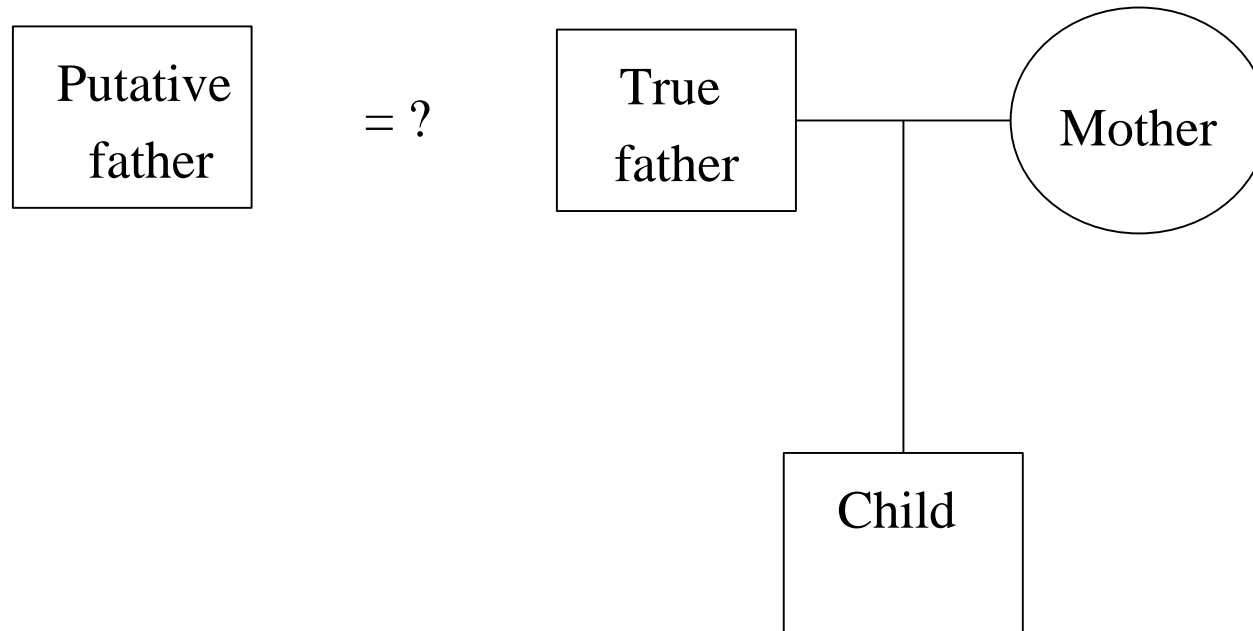 Putative
father
= ?
True
father
Mother
Child